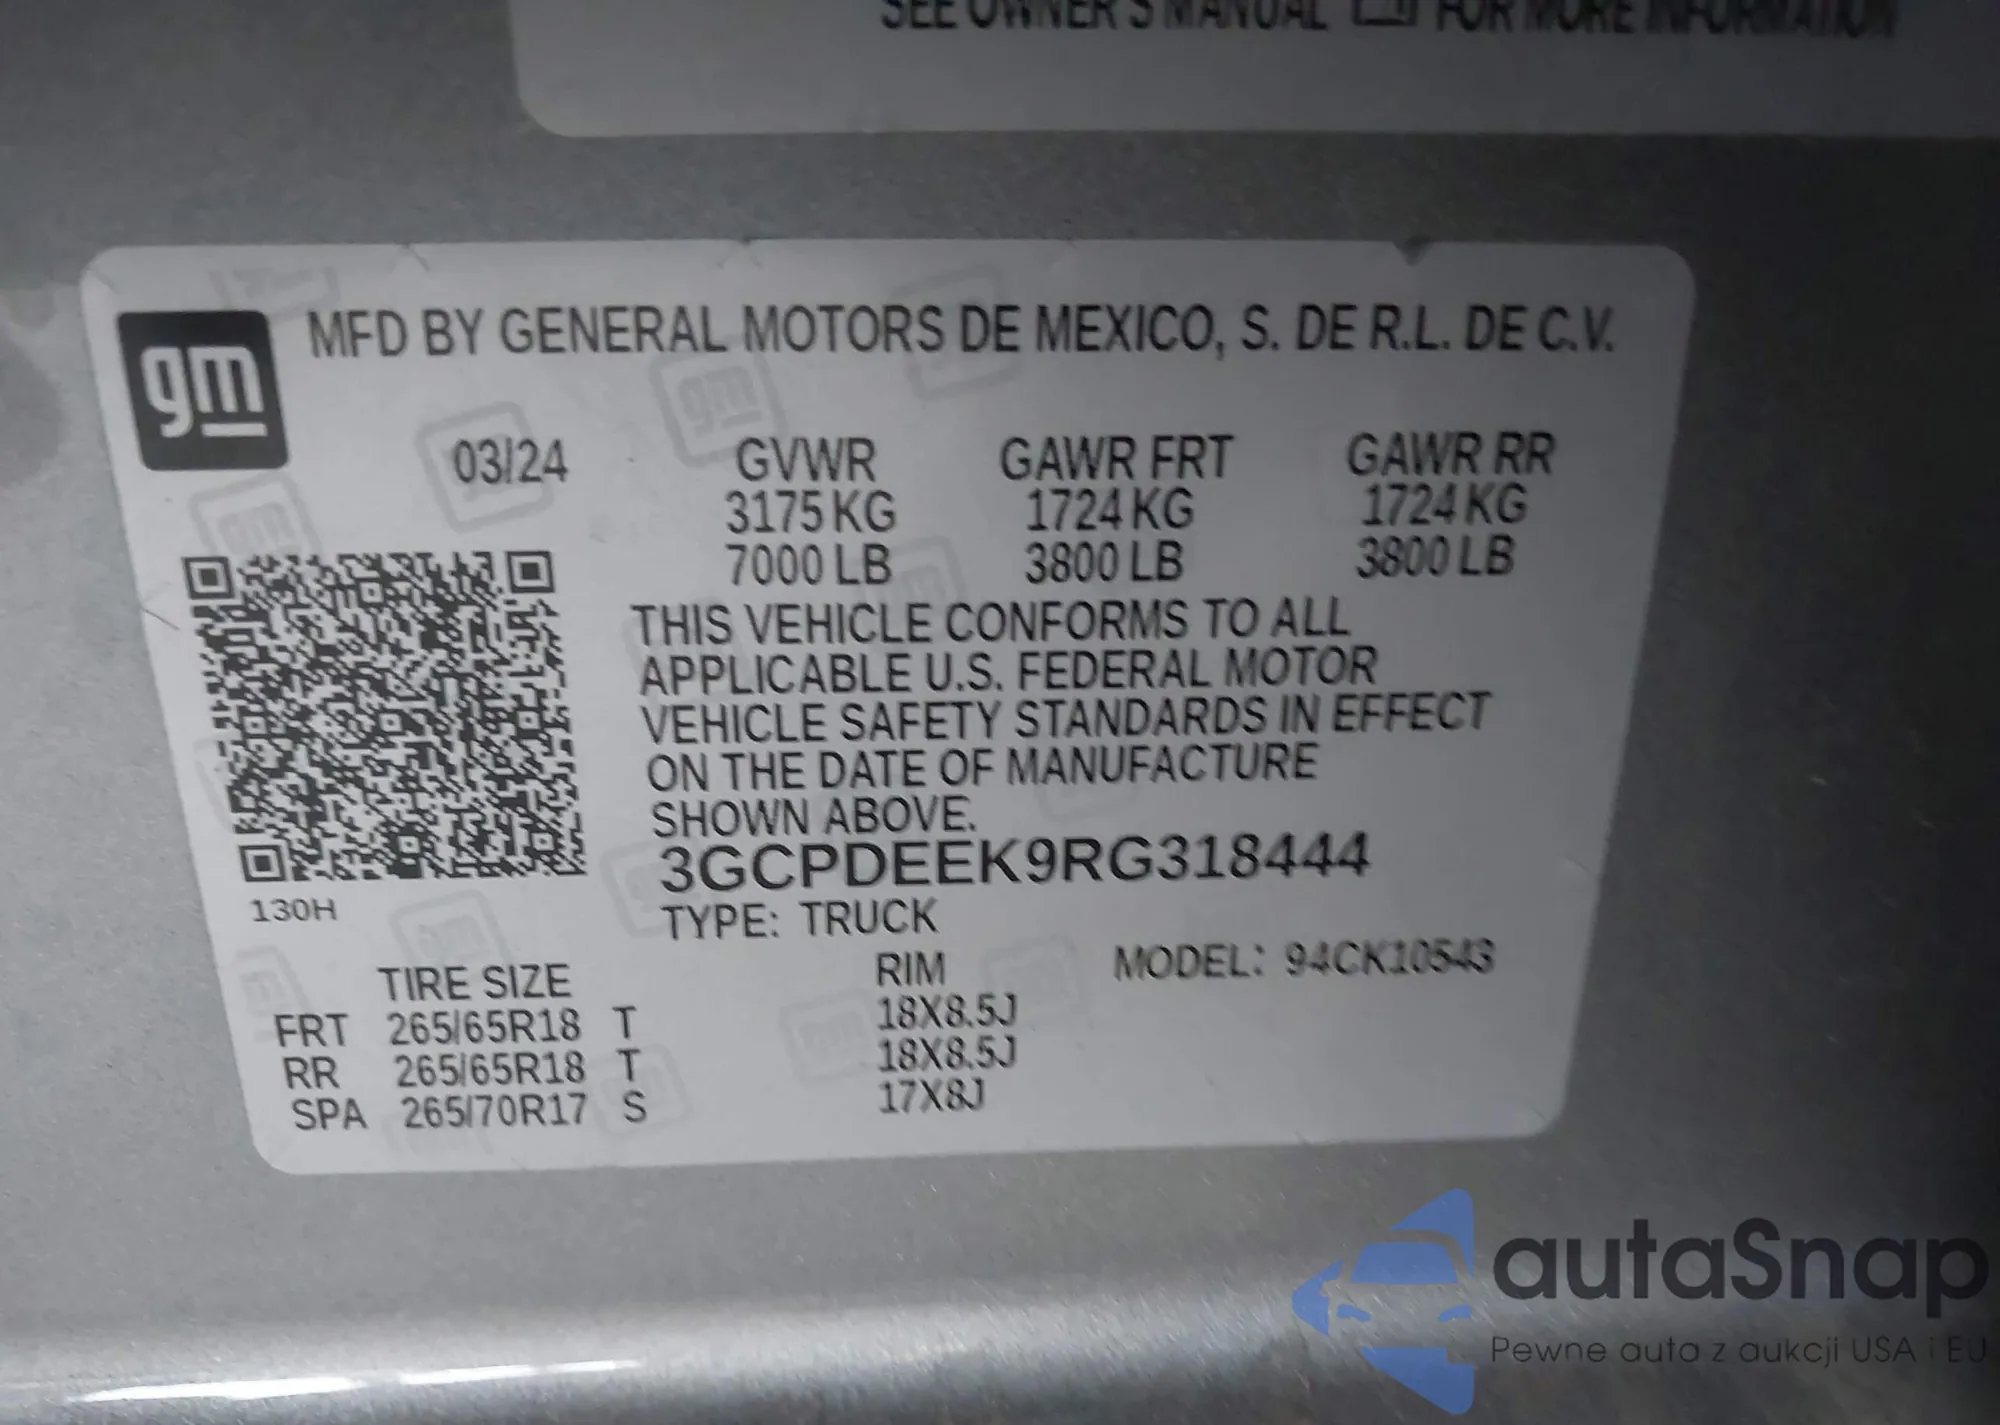 SEE OWNER'S MANUAL FOR MORE INFORMATION
gm
MFD BY GENERAL MOTORS DE MEXICO, S. DE R.L. DE C.V.
03/24 GVWR GAWR FRT GAWR RR
3175 KG 1724 KG 1724 KG
7000 LB 3800 LB 3800 LB
THIS VEHICLE CONFORMS TO ALL
APPLICABLE U.S. FEDERAL MOTOR
VEHICLE SAFETY STANDARDS IN EFFECT
ON THE DATE OF MANUFACTURE
SHOWN ABOVE.
3GCPDEEK9RG318444
130H
TYPE: TRUCK
TIRE SIZE RIM MODEL: 94CK10543
FRT 265/65R18 T 18X8.5J
RR 265/65R18 T 18X8.5J
SPA 265/70R17 S 17X8J
autaSnap
Pewne auta z aukcji USA i EU